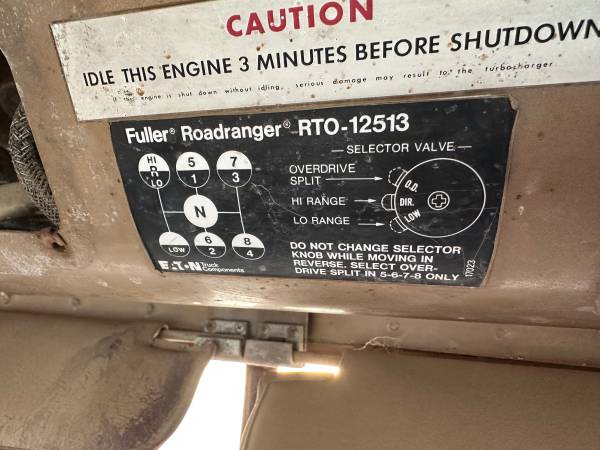 CAUTION
IDLE THIS ENGINE 3 MINUTES BEFORE SHUTDOWN
If this engine is shut down without idling, serious damage may result to the turbocharger
Fuller® Roadranger® RTO-12513
— SELECTOR VALVE —
HI
R
LO
5
1
7
3
N
LOW
6
2
8
4
OVERDRIVE
SPLIT
HI RANGE
LO RANGE
O.D.
DIR.
LOW
DO NOT CHANGE SELECTOR
KNOB WHILE MOVING IN
REVERSE. SELECT OVER-
DRIVE SPLIT IN 5-6-7-8 ONLY
EATON Truck
Components
17023